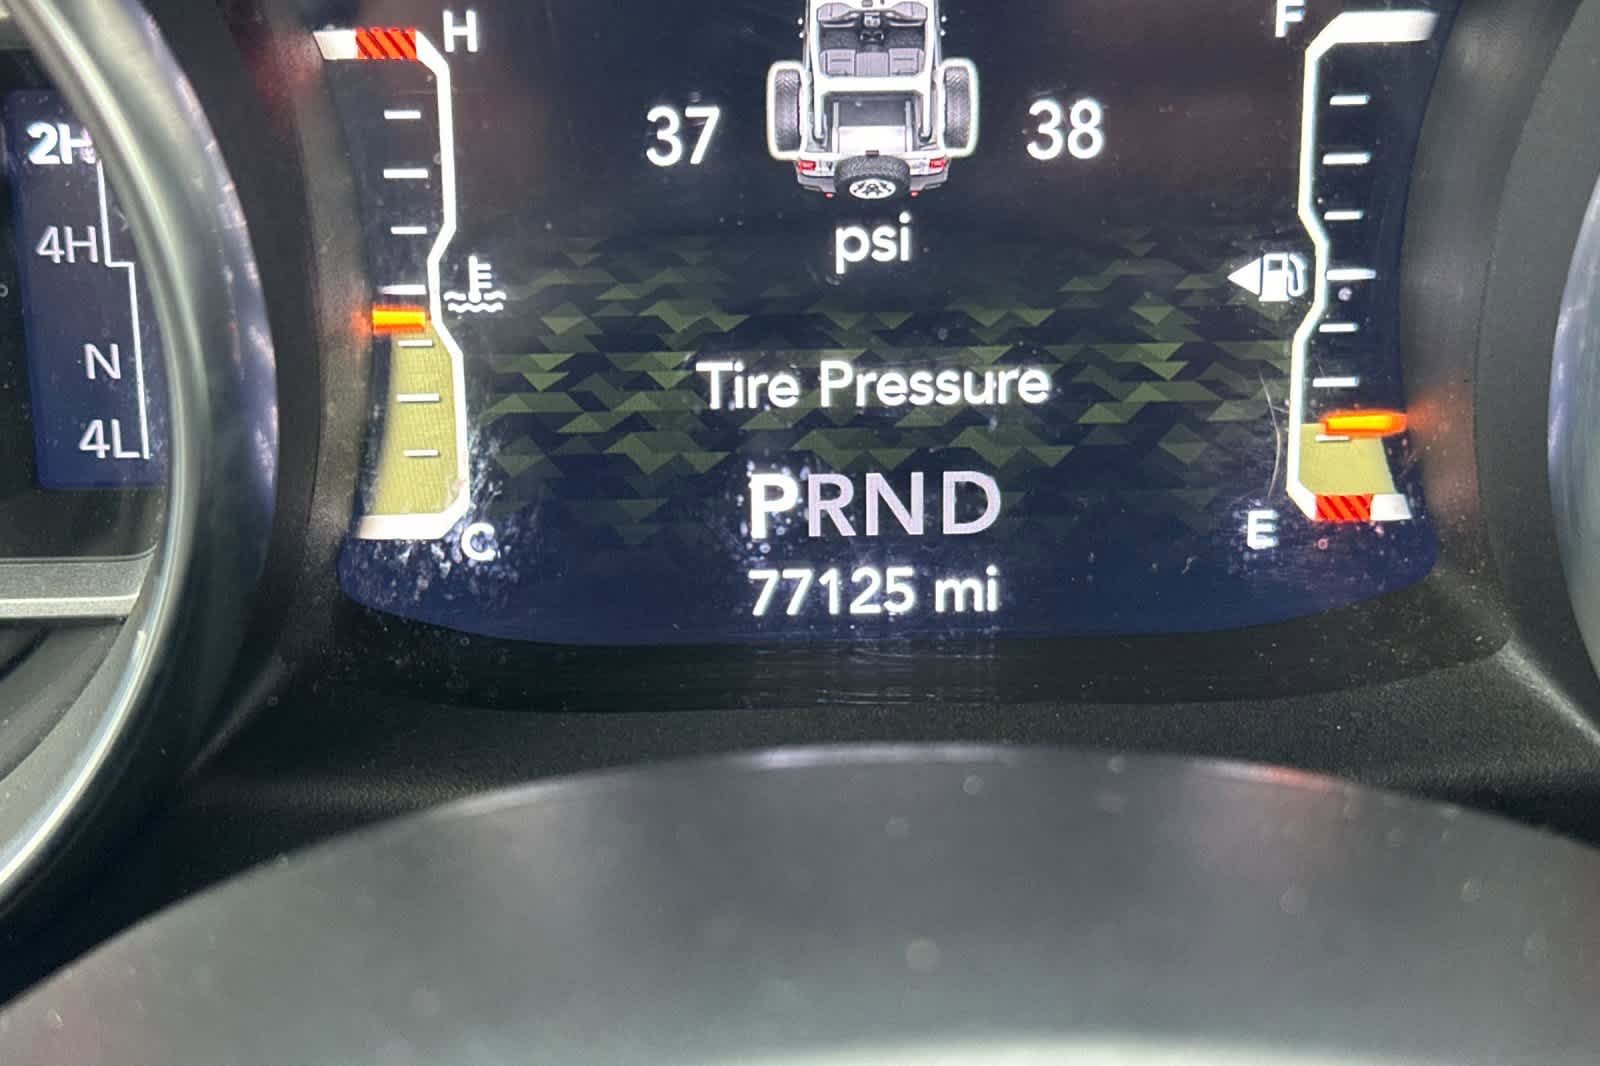 H
F
2H
37
38
4H
psi
N
Tire Pressure
4L
PRND
C
E
77125 mi